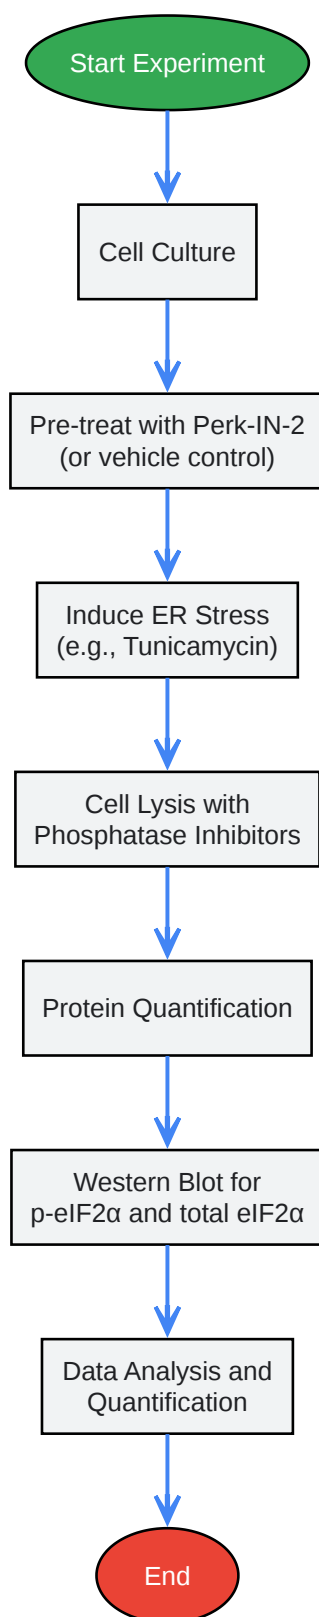 Start Experiment
Cell Culture
Pre-treat with Perk-IN-2
(or vehicle control)
Induce ER Stress
(e.g., Tunicamycin)
Cell Lysis with
Phosphatase Inhibitors
Protein Quantification
Western Blot for
p-eIF2α and total eIF2α
Data Analysis and
Quantification
End